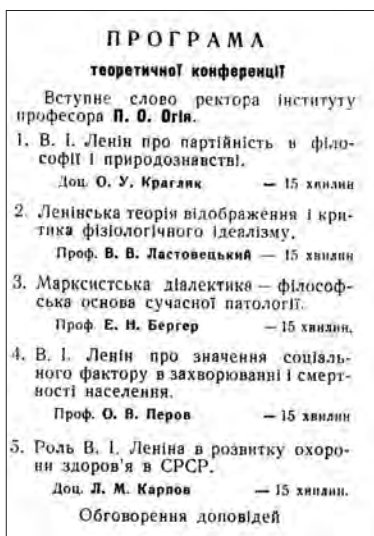 ПРОГРАМА
теоретичної конференції
Вступне слово ректора інституту
професора П. О. Огія.
1. В. І. Ленін про партійність в філо-
софії і природознавстві.
Доц. О. У. Краглик — 15 хвилин
2. Ленінська теорія відображення і кри-
тика фізіологічного ідеалізму.
Проф. В. В. Ластовецький — 15 хвилин
3. Марксистська діалектика — філософ-
ська основа сучасної патології.
Проф. Е. Н. Бергер — 15 хвилин.
4. В. І. Ленін про значення соціаль-
ного фактору в захворюванні і смерт-
ності населення.
Проф. О. В. Перов — 15 хвилин
5. Роль В. І. Леніна в розвитку охоро-
ни здоров'я в СРСР.
Доц. Л. М. Карпов — 15 хвилин.
Обговорення доповідей